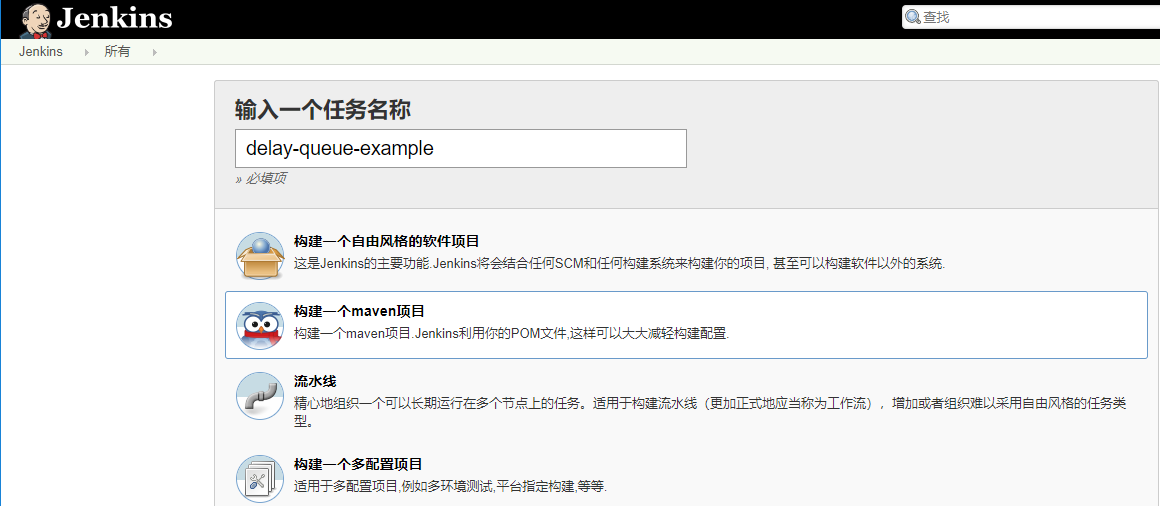 Jenkins
查找
Jenkins
所有
输入一个任务名称
delay-queue-example
» 必填项
构建一个自由风格的软件项目
这是Jenkins的主要功能.Jenkins将会结合任何SCM和任何构建系统来构建你的项目, 甚至可以构建软件以外的系统.
构建一个maven项目
构建一个maven项目.Jenkins利用你的POM文件,这样可以大大减轻构建配置.
流水线
精心地组织一个可以长期运行在多个节点上的任务。适用于构建流水线（更加正式地应当称为工作流），增加或者组织难以采用自由风格的任务类
型。
构建一个多配置项目
适用于多配置项目,例如多环境测试,平台指定构建,等等.